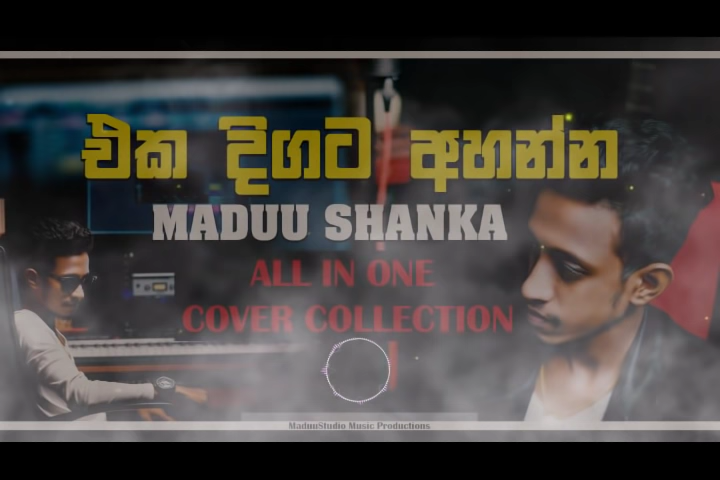 එක දිගට අහන්න
MADUU SHANKA
ALL IN ONE
COVER COLLECTION
MaduuStudio Music Productions